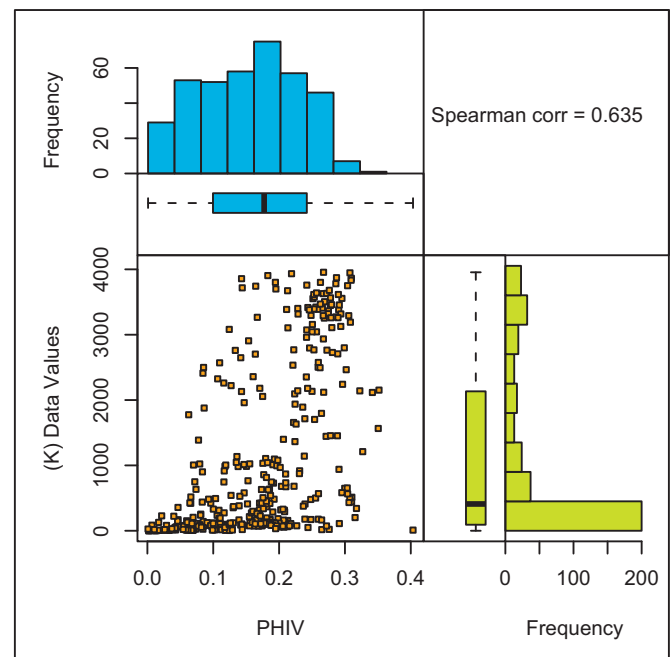 Frequency
0
20
60
Spearman corr = 0.635
(K) Data Values
0
1000
2000
3000
4000
0.0 0.1 0.2 0.3 0.4
PHIV
0 100 200
Frequency